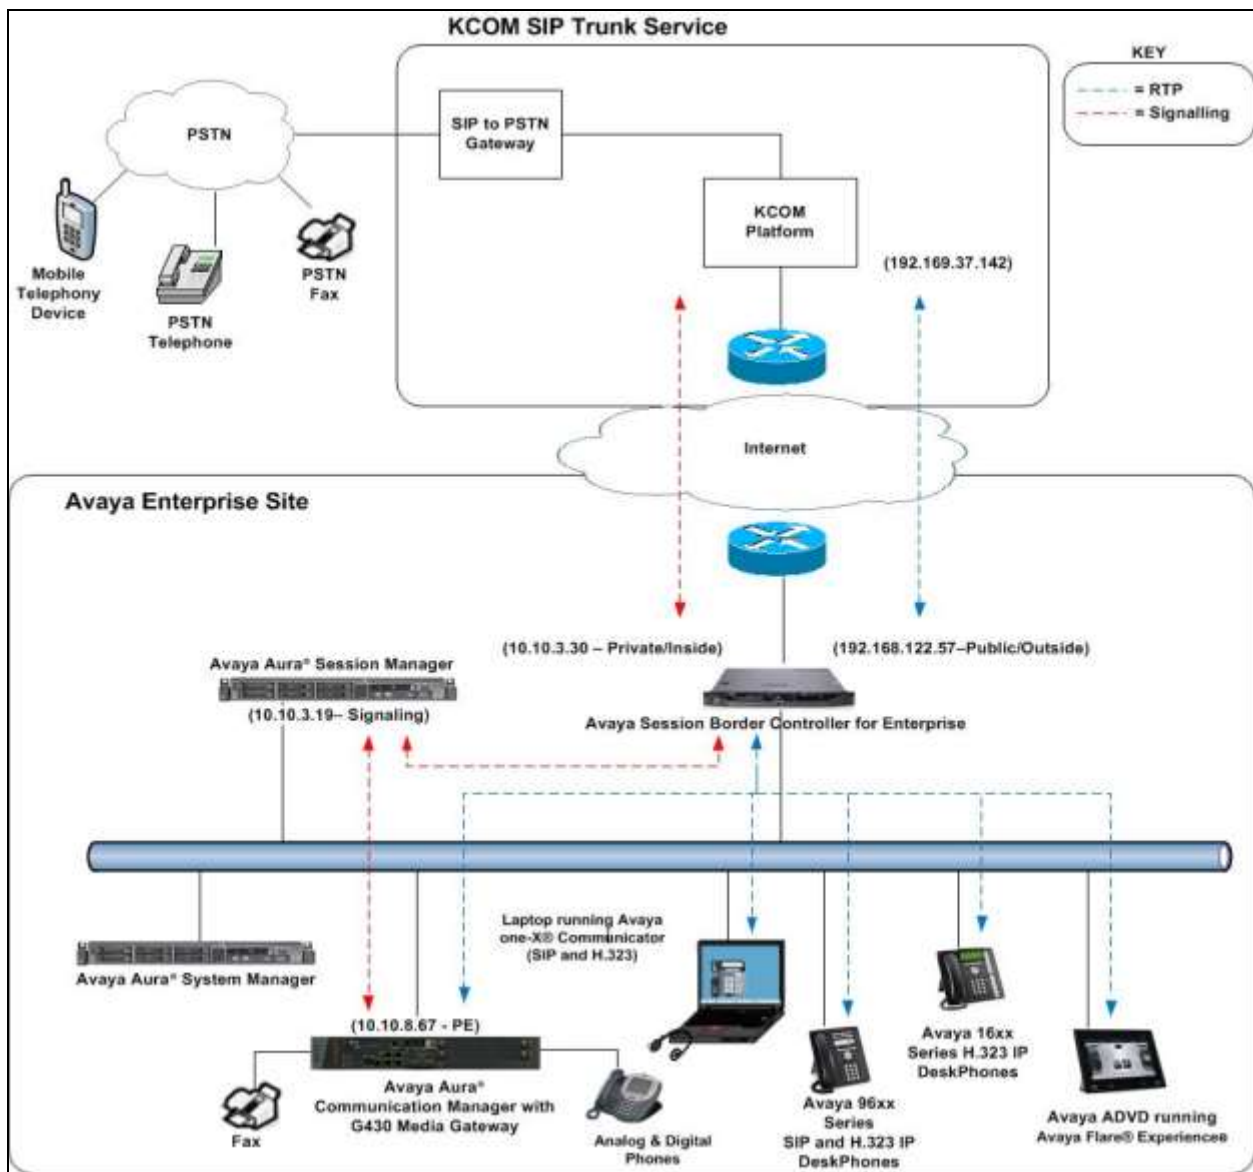 KCOM SIP Trunk Service
KEY
= RTP
= Signalling
PSTN
SIP to PSTN
Gateway
KCOM
Platform
(192.169.37.142)
Mobile
Telephony
Device
PSTN
Telephone
PSTN
Fax
Internet
Avaya Enterprise Site
(10.10.3.30 – Private/Inside)
(192.168.122.57–Public/Outside)
Avaya Aura® Session Manager
(10.10.3.19– Signaling)
Avaya Session Border Controller for Enterprise
Avaya Aura® System Manager
Laptop running Avaya
one-X® Communicator
(SIP and H.323)
(10.10.8.67 - PE)
Avaya Aura®
Communication Manager with
G430 Media Gateway
Fax
Analog & Digital
Phones
Avaya 96xx
Series
SIP and H.323 IP
DeskPhones
Avaya 16xx
Series H.323 IP
DeskPhones
Avaya ADVD running
Avaya Flare® Experience®